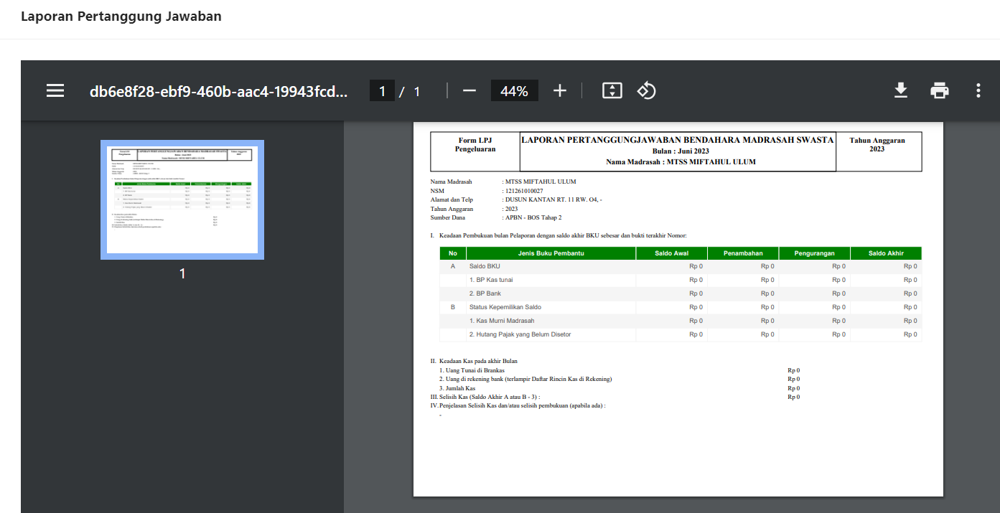 Laporan Pertanggung Jawaban
db6e8f28-ebf9-460b-aac4-19943fcd...
1 / 1
44%
1
Form LPJ Pengeluaran
LAPORAN PERTANGGUNGJAWABAN BENDAHARA MADRASAH SWASTA
Bulan : Juni 2023
Nama Madrasah : MTSS MIFTAHUL ULUM
Tahun Anggaran 2023
Nama Madrasah : MTSS MIFTAHUL ULUM
NSM : 121261010027
Alamat dan Telp : DUSUN KANTAN RT. 11 RW. O4, -
Tahun Anggaran : 2023
Sumber Dana : APBN - BOS Tahap 2
I. Keadaan Pembukuan bulan Pelaporan dengan saldo akhir BKU sebesar dan bukti terakhir Nomor:
No Jenis Buku Pembantu Saldo Awal Penambahan Pengurangan Saldo Akhir
A Saldo BKU Rp 0 Rp 0 Rp 0 Rp 0
1. BP Kas tunai Rp 0 Rp 0 Rp 0 Rp 0
2. BP Bank Rp 0 Rp 0 Rp 0 Rp 0
B Status Kepemilikan Saldo Rp 0 Rp 0 Rp 0 Rp 0
1. Kas Murni Madrasah Rp 0 Rp 0 Rp 0 Rp 0
2. Hutang Pajak yang Belum Disetor Rp 0 Rp 0 Rp 0 Rp 0
II. Keadaan Kas pada akhir Bulan
1. Uang Tunai di Brankas Rp 0
2. Uang di rekening bank (terlampir Daftar Rincin Kas di Rekening) Rp 0
3. Jumlah Kas Rp 0
III. Selisih Kas (Saldo Akhir A atau B - 3) : Rp 0
IV. Penjelasan Selisih Kas dan/atau selisih pembukuan (apabila ada) :
-